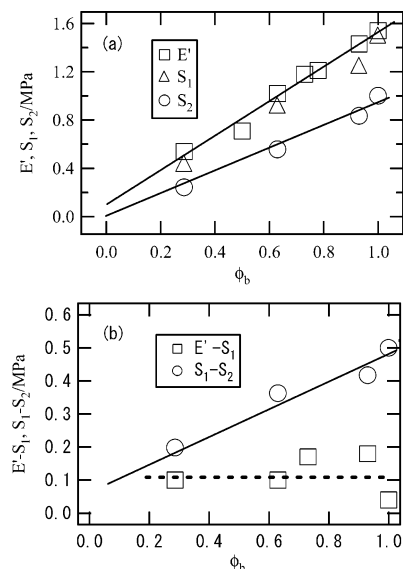 (a)
E'
S1
S2
E', S1, S2/MPa
1.6
1.2
0.8
0.4
0.0
0.0 0.2 0.4 0.6 0.8 1.0
ϕb
(b)
E'-S1
S1-S2
E'-S1, S1-S2/MPa
0.6
0.5
0.4
0.3
0.2
0.1
0.0
0.0 0.2 0.4 0.6 0.8 1.0
ϕb